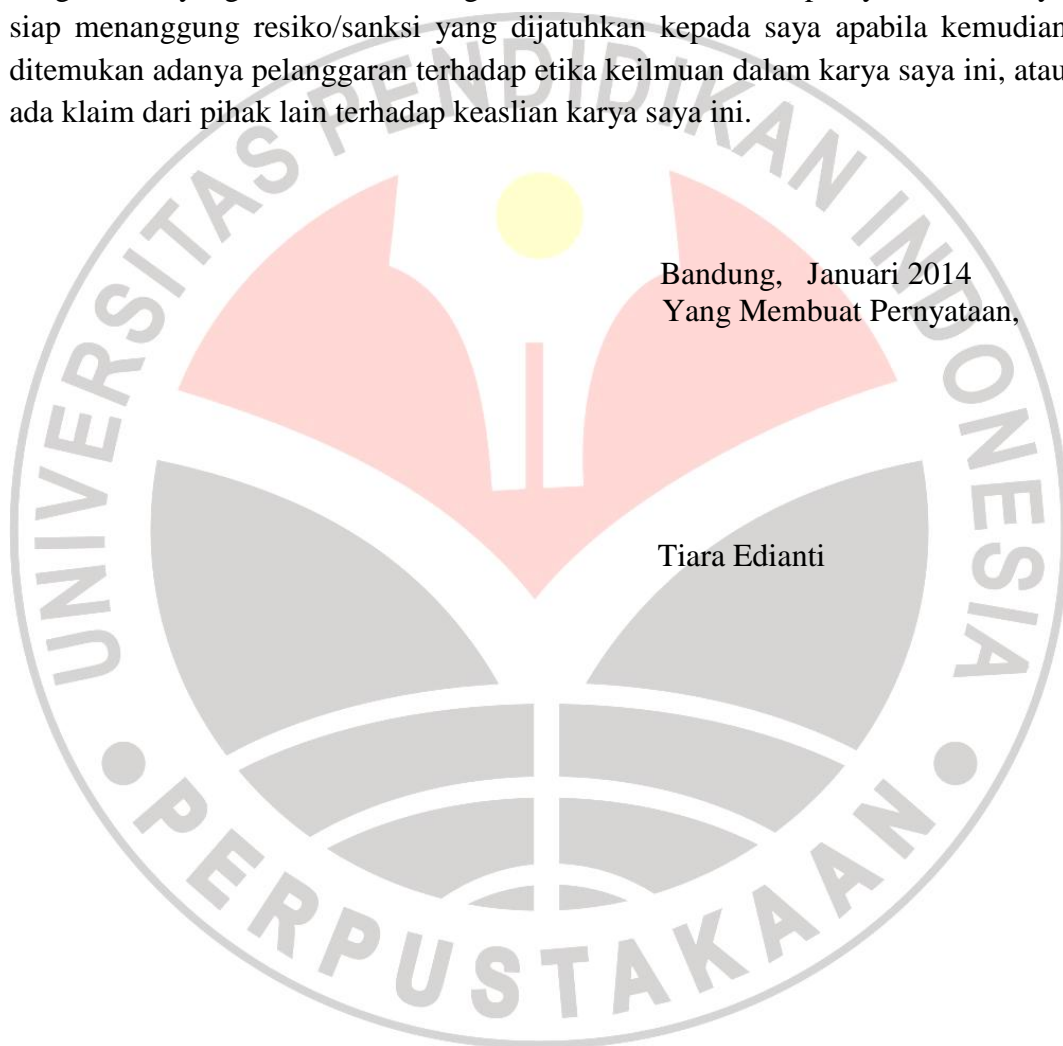 siap menanggung resiko/sanksi yang dijatuhkan kepada saya apabila kemudian
ditemukan adanya pelanggaran terhadap etika keilmuan dalam karya saya ini, atau
ada klaim dari pihak lain terhadap keaslian karya saya ini.
UNIVERSITAS PENDIDIKAN INDONESIA
Bandung, Januari 2014
Yang Membuat Pernyataan,
Tiara Edianti
PERPUSTAKAAN